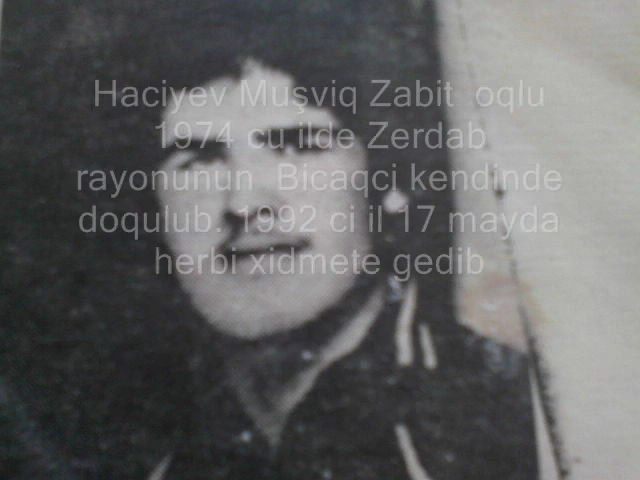 Haciyev Muşviq Zabit oqlu
1974 cu ilde Zerdab
rayonunun Bicaqci kendinde
doqulub. 1992 ci il 17 mayda
herbi xidmete gedib